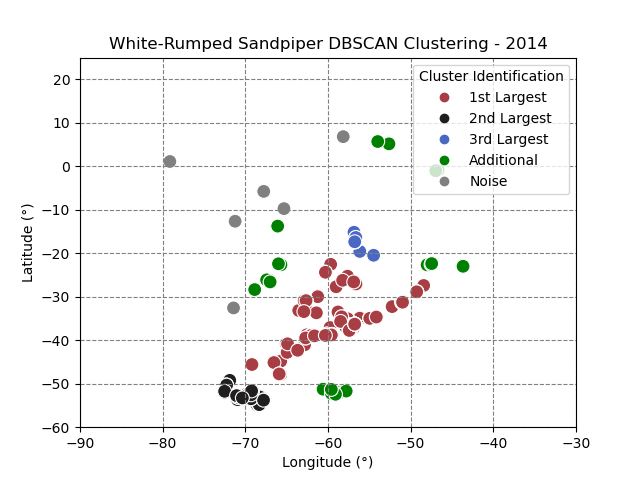 White-Rumped Sandpiper DBSCAN Clustering - 2014
Cluster Identification
1st Largest
2nd Largest
3rd Largest
Additional
Noise
Latitude (°)
20
10
0
−10
−20
−30
−40
−50
−60
−90
−80
−70
−60
−50
−40
−30
Longitude (°)